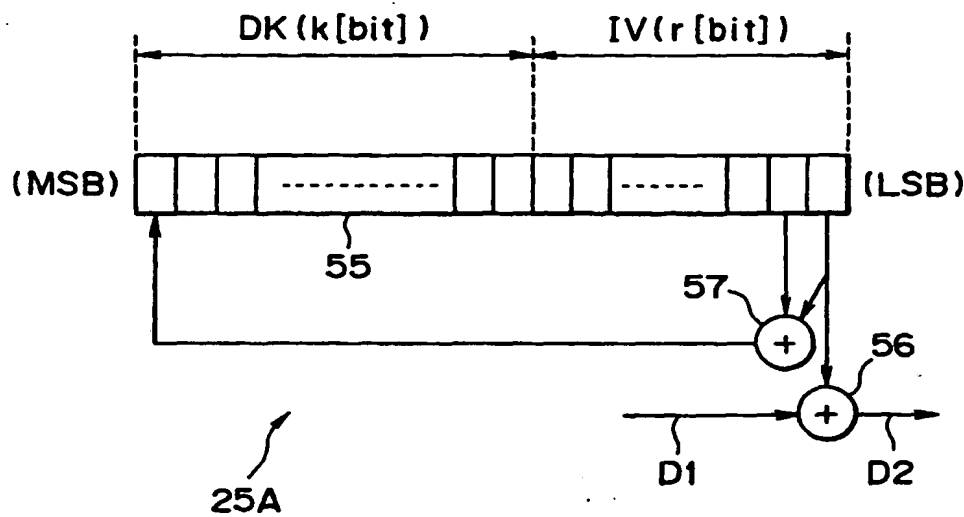 DK (k[bit]) IV (r[bit])
(MSB) (LSB)
55
57
+
56
+
D1 D2
25A